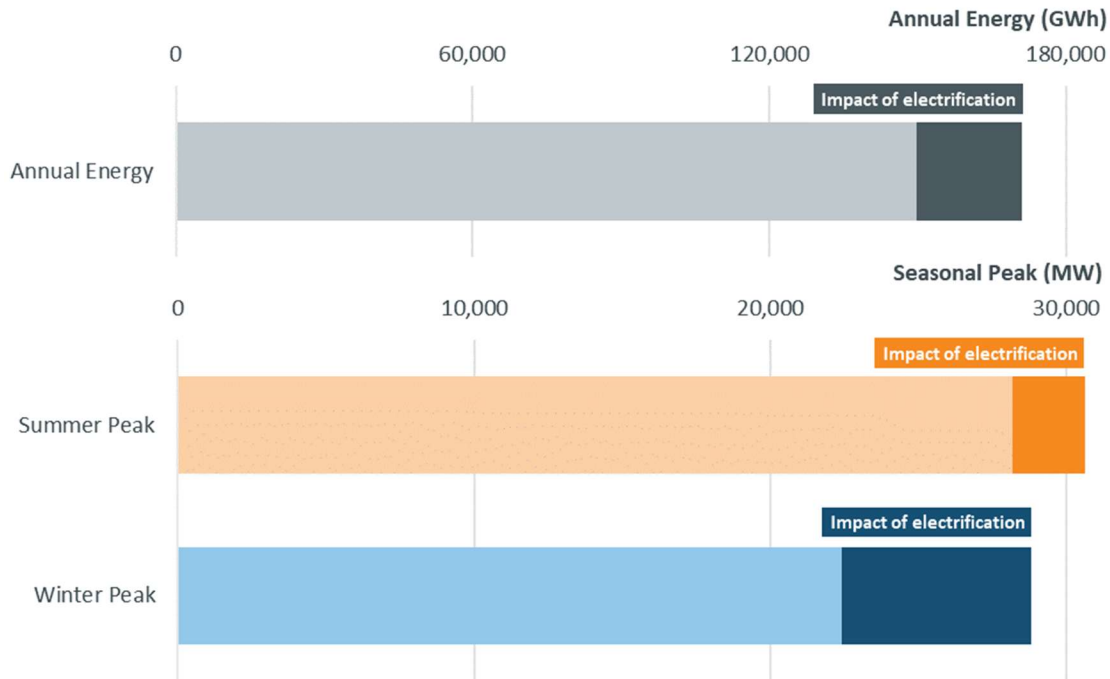 Annual Energy (GWh)
0 60,000 120,000 180,000
Impact of electrification
Annual Energy
Seasonal Peak (MW)
0 10,000 20,000 30,000
Impact of electrification
Summer Peak
Impact of electrification
Winter Peak